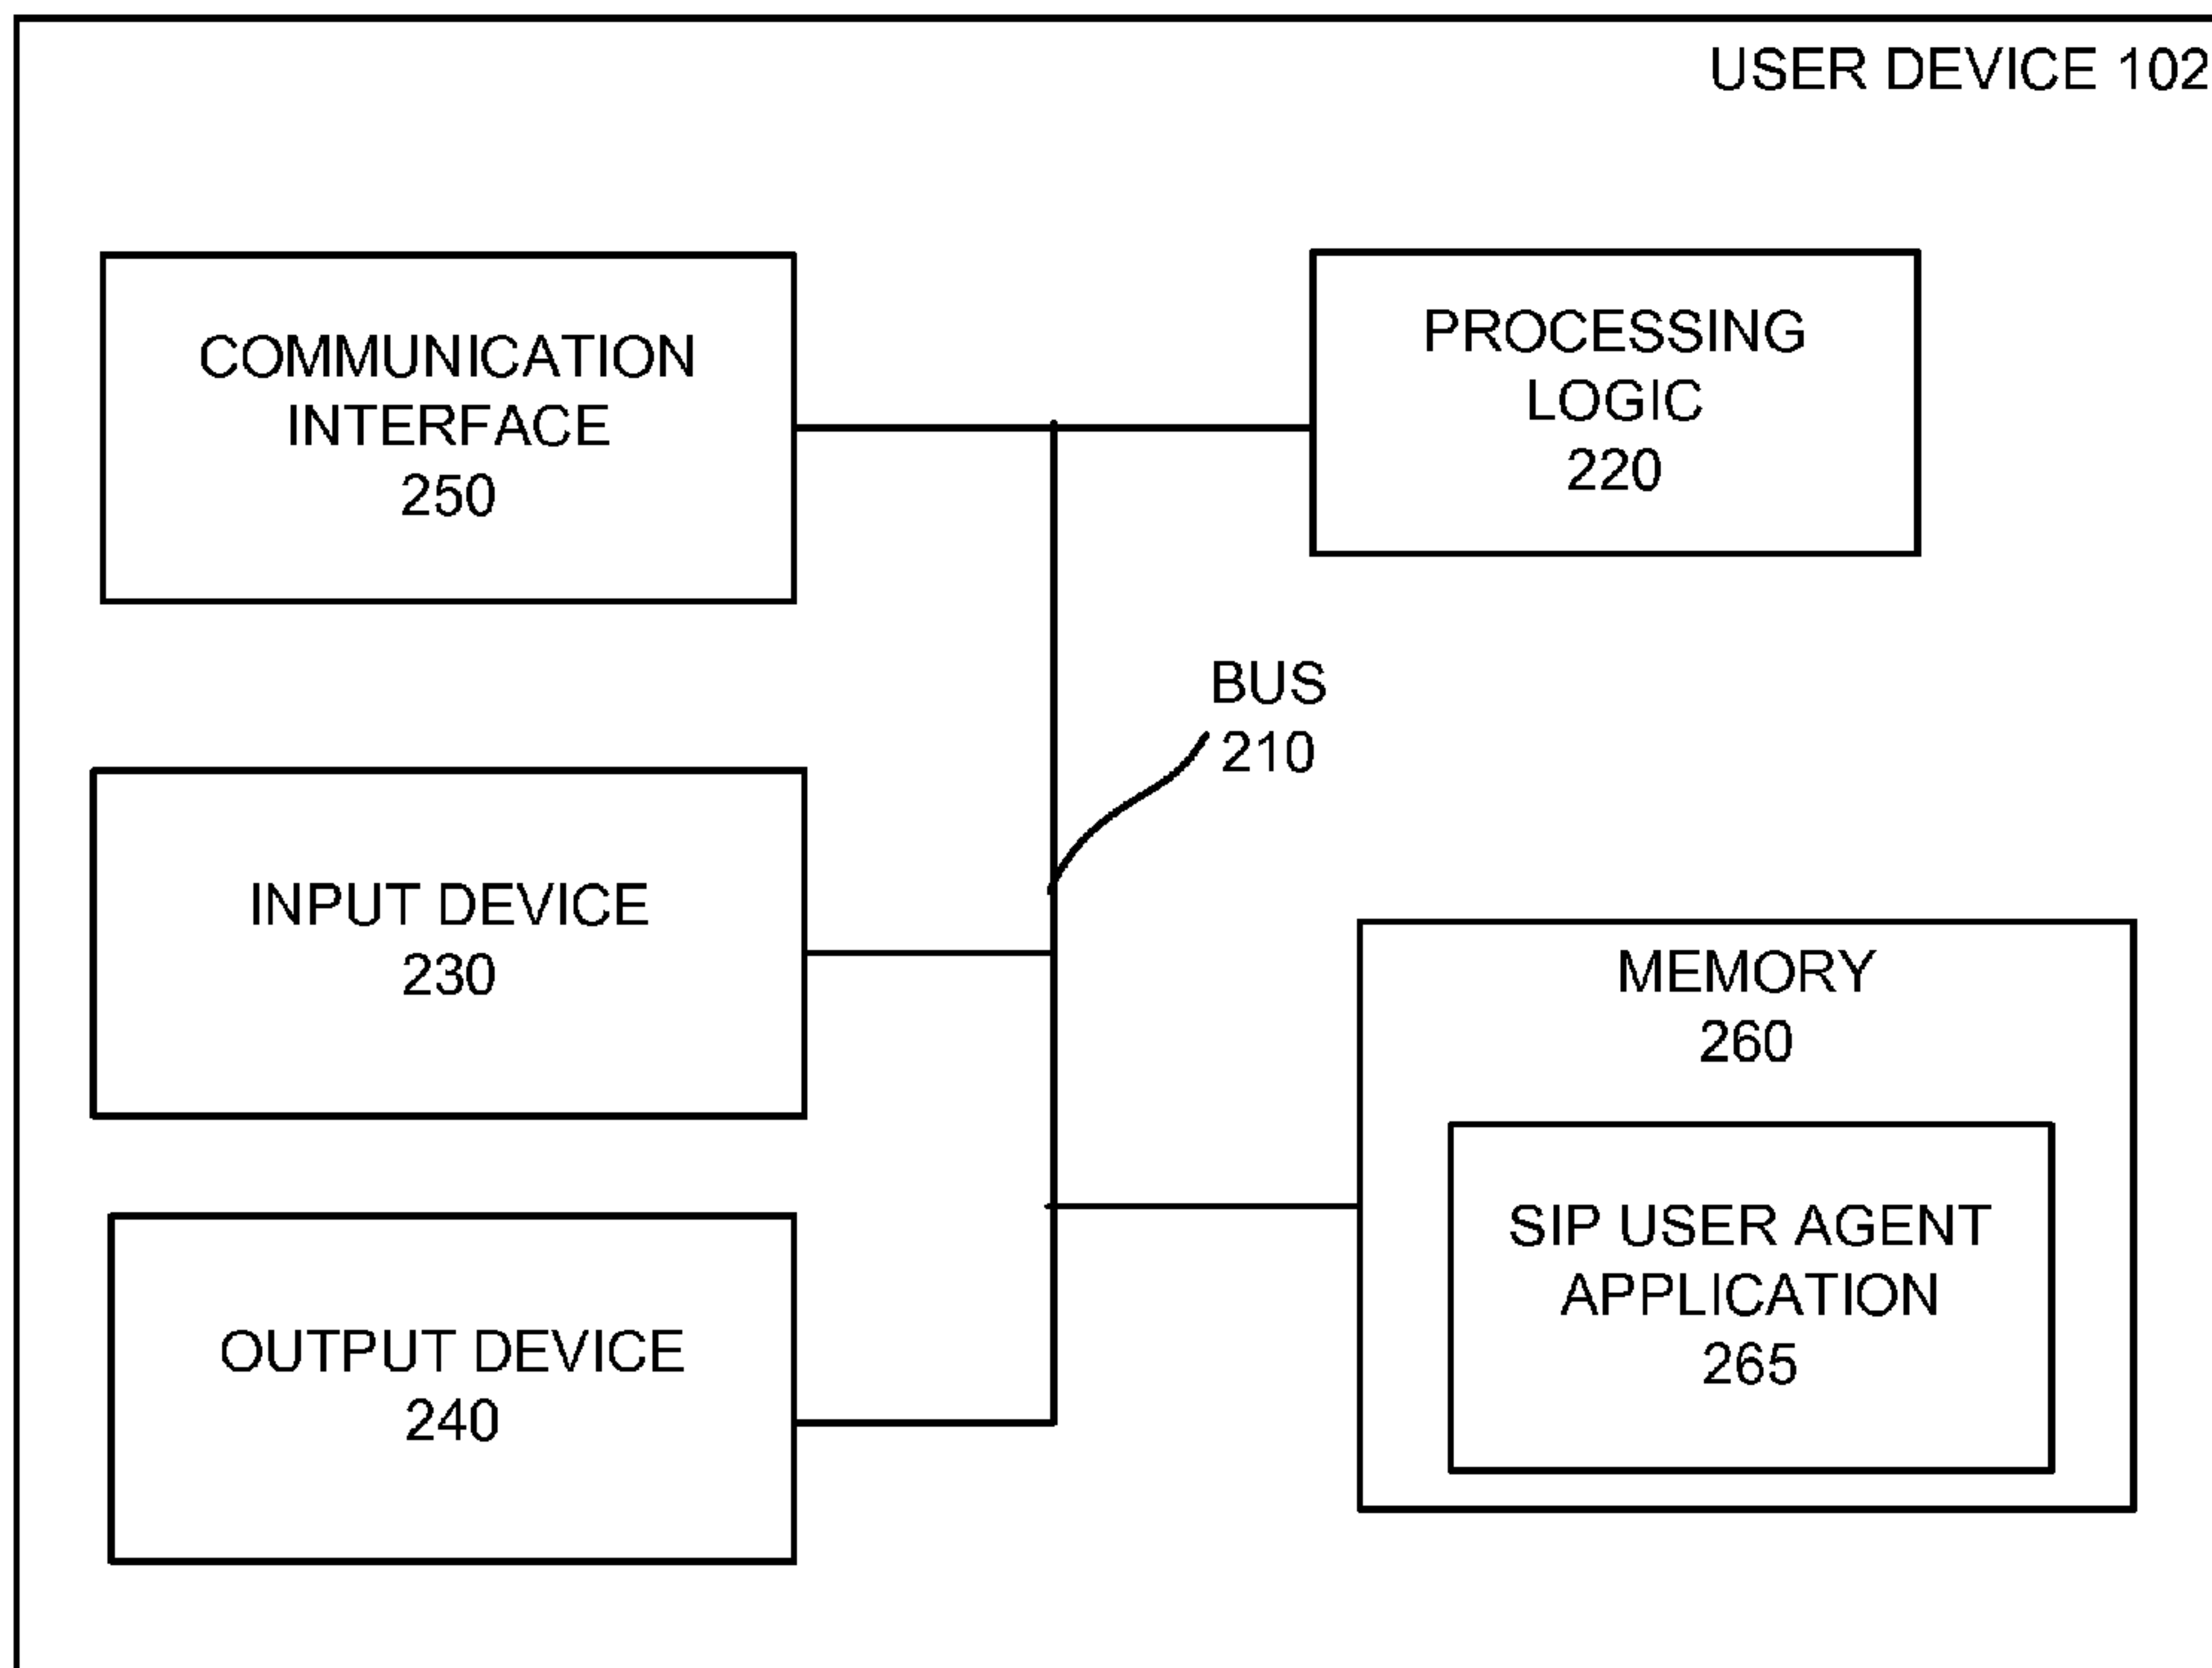 USER DEVICE 102
COMMUNICATION
INTERFACE
250
PROCESSING
LOGIC
220
BUS
210
INPUT DEVICE
230
MEMORY
260
SIP USER AGENT
APPLICATION
265
OUTPUT DEVICE
240